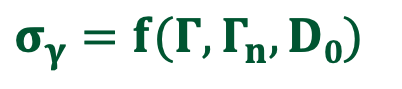 σγ = f(Γ, Γn, D0)